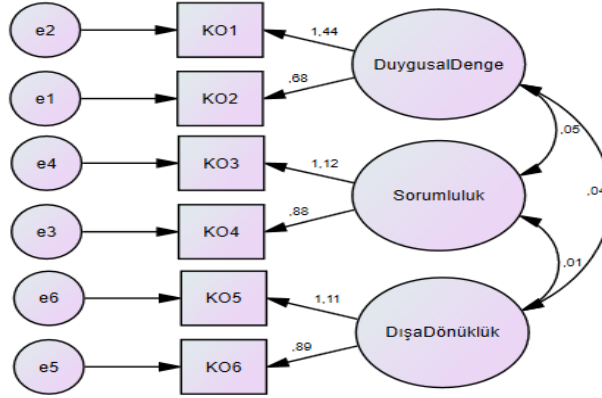 e2
KO1
1,44
DuygusalDenge
,68
e1
KO2
,05
e4
KO3
1,12
,04
Sorumluluk
,88
e3
KO4
,01
e6
KO5
1,11
DışaDönüklük
,89
e5
KO6